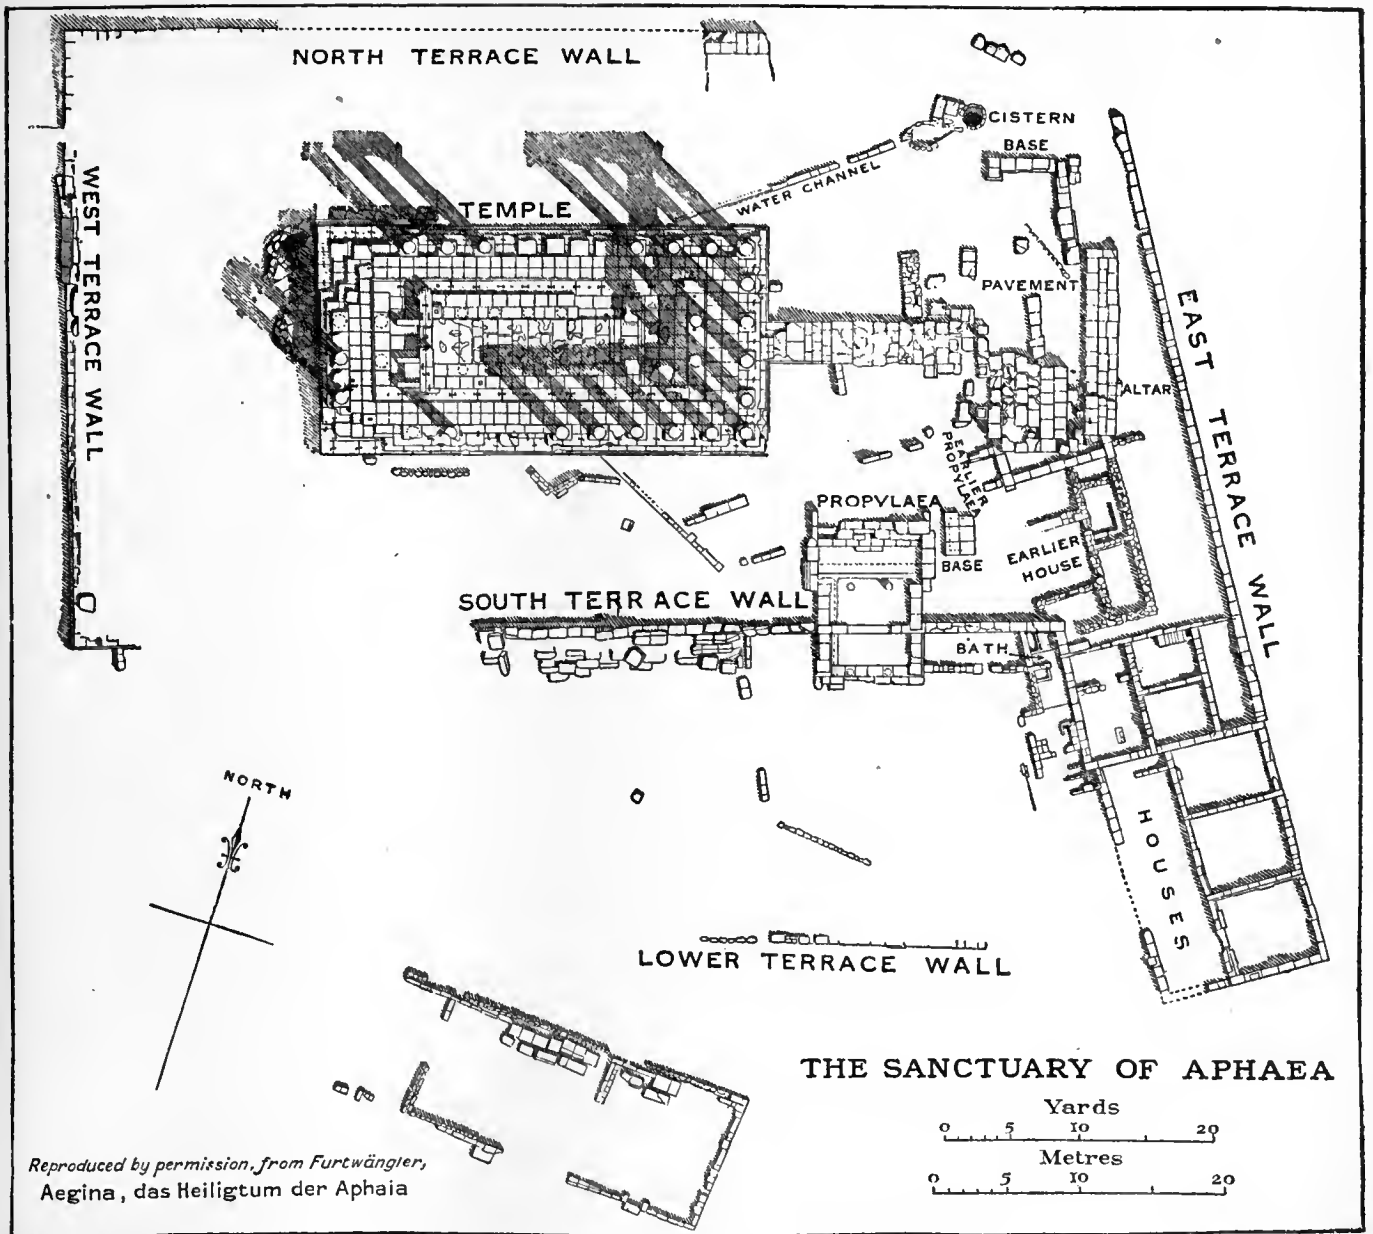 NORTH TERRACE WALL
CISTERN
BASE
WATER CHANNEL
WEST TERRACE WALL
TEMPLE
PAVEMENT
EAST TERRACE WALL
ALTAR
EARLIER
PROPYLAEA
PROPYLAEA
BASE
EARLIER
HOUSE
SOUTH TERRACE WALL
BATH
NORTH
HOUSES
LOWER TERRACE WALL
THE SANCTUARY OF APHAEA
Yards
0 5 10 20
Metres
0 5 10 20
Reproduced by permission, from Furtwängler,
Aegina, das Heiligtum der Aphaia